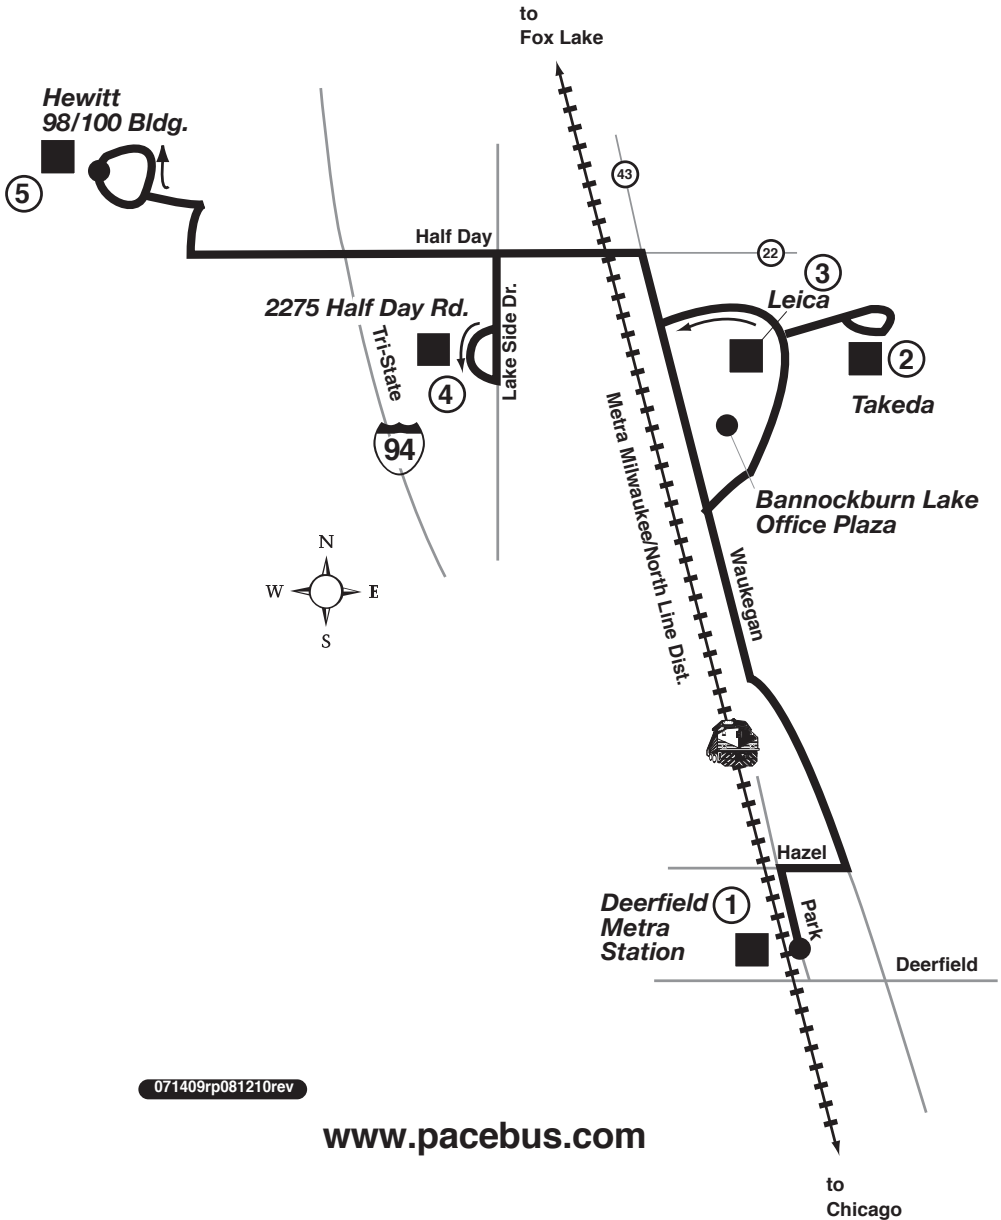 to
Fox Lake
Hewitt
98/100 Bldg.
5
43
Half Day
22
3
Leica
2275 Half Day Rd.
Lake Side Dr.
Tri-State
4
2
Takeda
94
Metra Milwaukee/North Line Dist.
Bannockburn Lake
Office Plaza
N
W
E
S
Waukegan
Hazel
Deerfield
Metra
Station
1
Park
Deerfield
071409rp081210rev
www.pacebus.com
to
Chicago